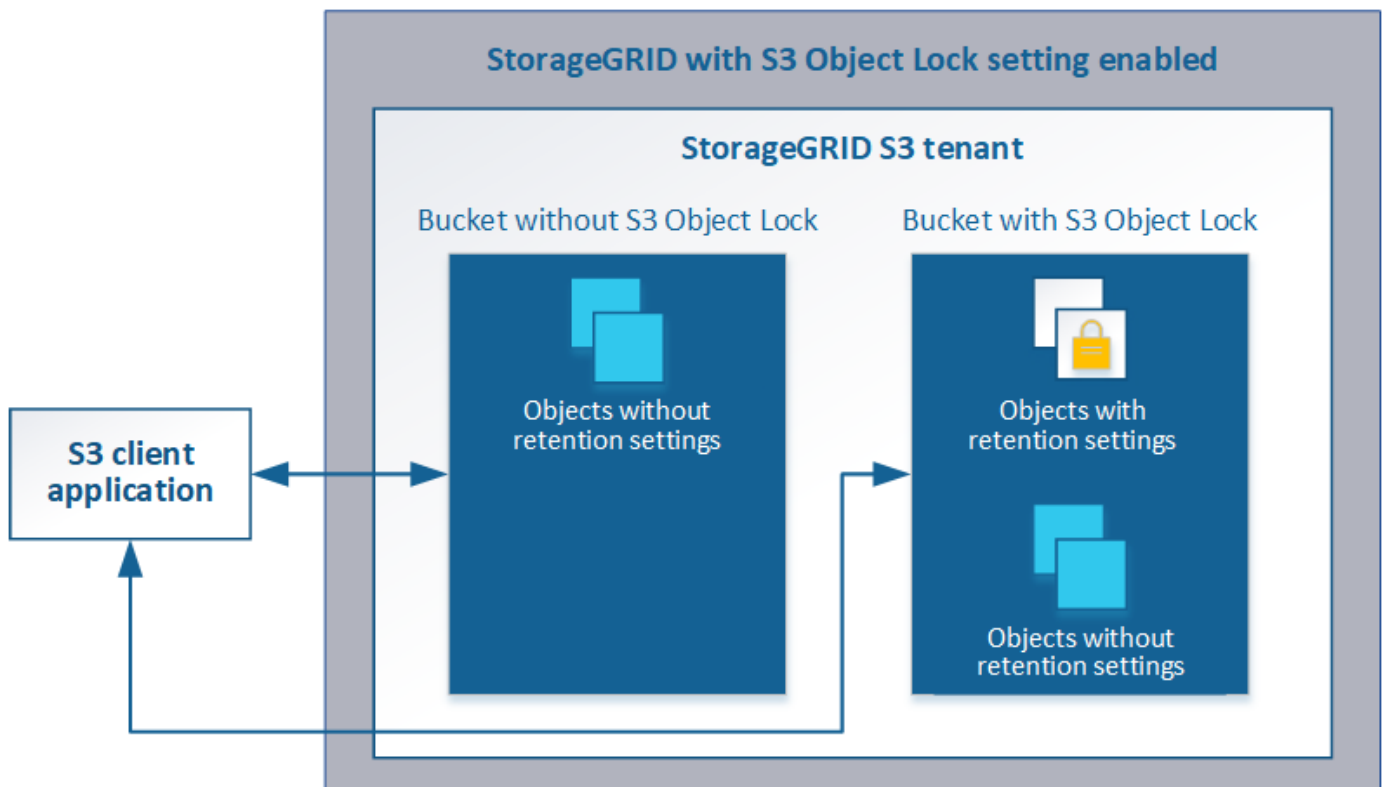 StorageGRID with S3 Object Lock setting enabled
StorageGRID S3 tenant
Bucket without S3 Object Lock
Bucket with S3 Object Lock
Objects without
retention settings
Objects with
retention settings
S3 client
application
Objects without
retention settings